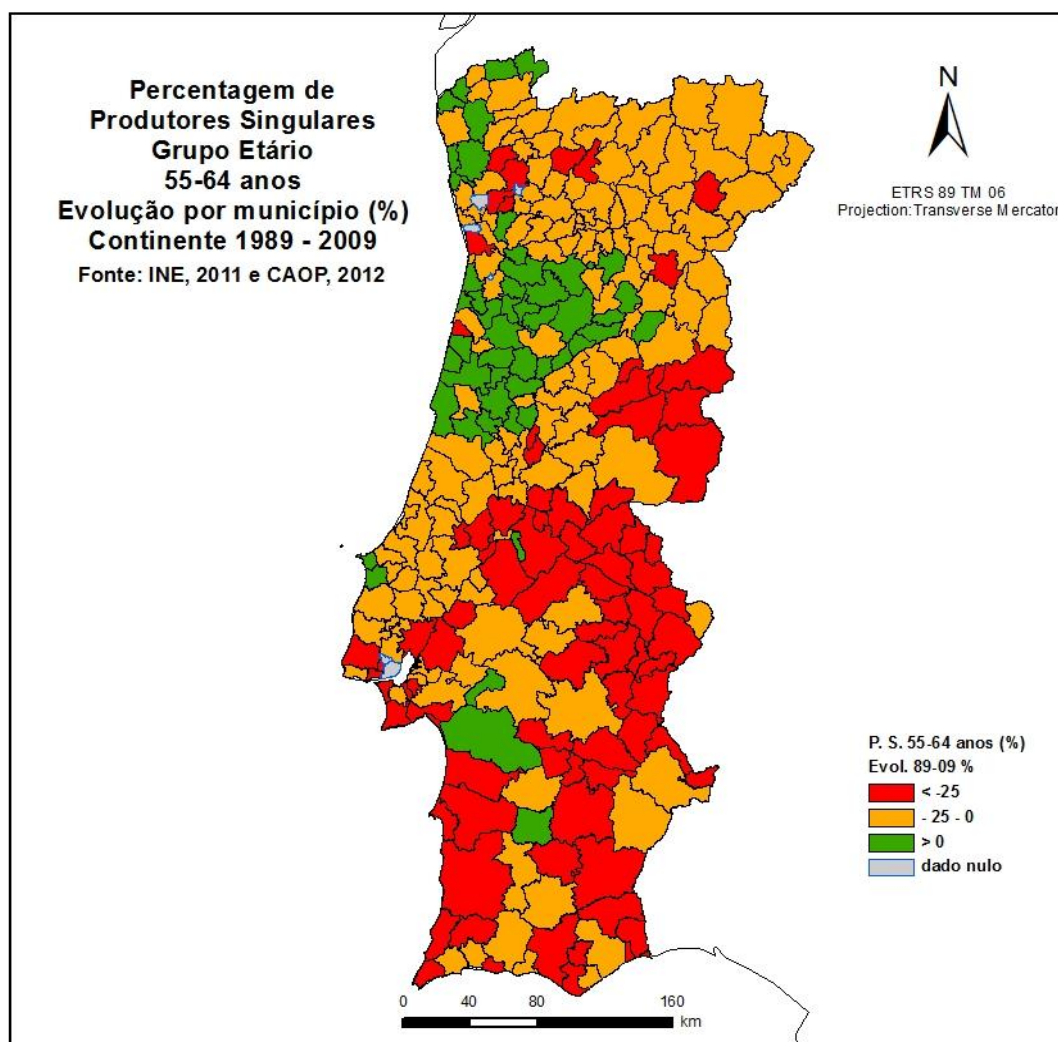 Percentagem de
Produtores Singulares
Grupo Etário
55-64 anos
Evolução por município (%)
Continente 1989 - 2009
Fonte: INE, 2011 e CAOP, 2012
N
ETRS 89 TM 06
Projection: Transverse Mercator
P. S. 55-64 anos (%)
Evol. 89-09 %
< -25
- 25 - 0
> 0
dado nulo
0 40 80 160
km